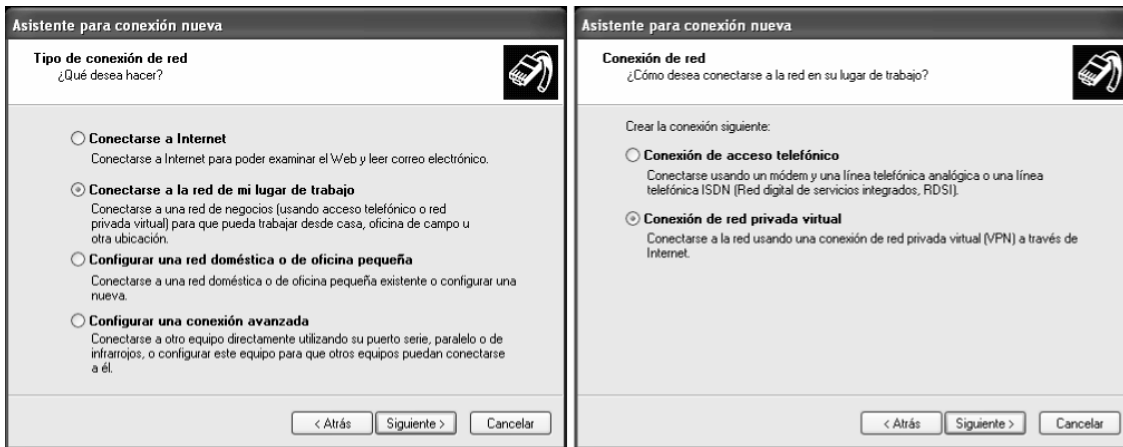 Asistente para conexión nueva
Tipo de conexión de red
¿Qué desea hacer?
Conectarse a Internet
Conectarse a Internet para poder examinar el Web y leer correo electrónico.
Conectarse a la red de mi lugar de trabajo
Conectarse a una red de negocios (usando acceso telefónico o red
privada virtual) para que pueda trabajar desde casa, oficina de campo u
otra ubicación.
Configurar una red doméstica o de oficina pequeña
Conectarse a una red doméstica o de oficina pequeña existente o configurar una
nueva.
Configurar una conexión avanzada
Conectarse a otro equipo directamente utilizando su puerto serie, paralelo o de
infrarrojos, o configurar este equipo para que otros equipos puedan conectarse
a él.
< Atrás
Siguiente >
Cancelar
Asistente para conexión nueva
Conexión de red
¿Cómo desea conectarse a la red en su lugar de trabajo?
Crear la conexión siguiente:
Conexión de acceso telefónico
Conectarse usando un módem y una línea telefónica analógica o una línea
telefónica ISDN (Red digital de servicios integrados, RDSI).
Conexión de red privada virtual
Conectarse a la red usando una conexión de red privada virtual (VPN) a través de
Internet.
< Atrás
Siguiente >
Cancelar